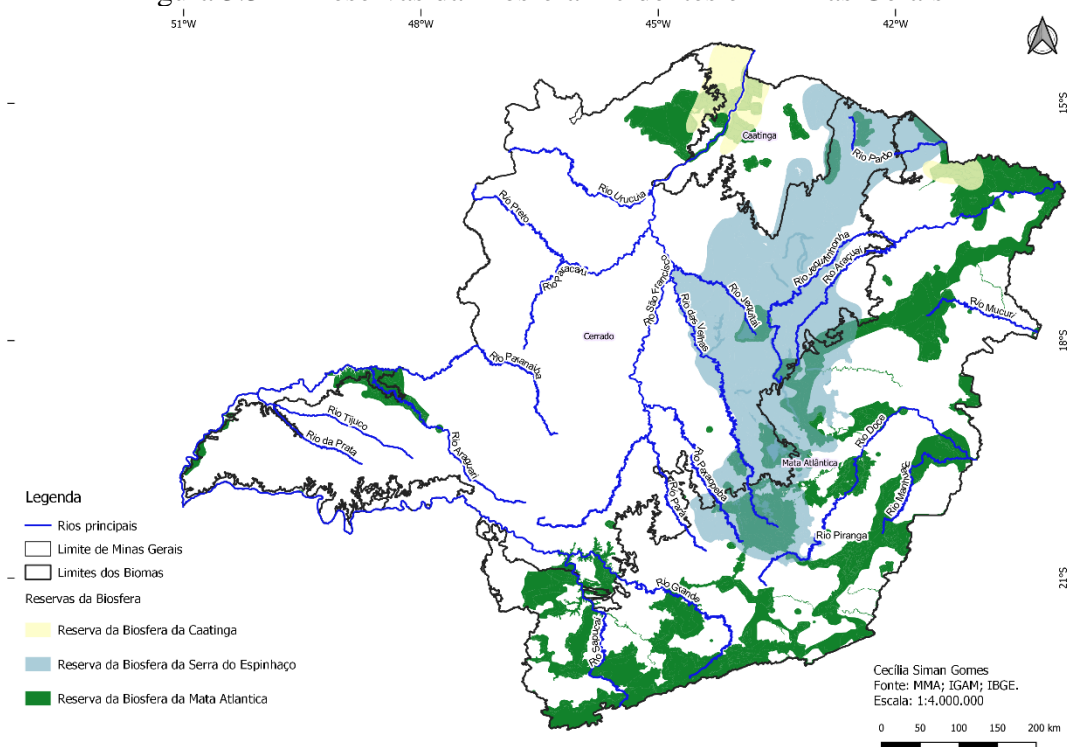 51°W
48°W
45°W
42°W
15°S
18°S
21°S
Caatinga
Rio Pardo
Rio Urucuia
Rio Preto
Rio Jequitinhonha
Rio Araçuaí
Rio Paracatu
Rio São Francisco
Rio Jequitaí
Rio das Velhas
Rio Mucuri
Cerrado
Rio Paranaíba
Rio Tijuco
Rio da Prata
Rio Araguari
Rio Doce
Mata Atlântica
Rio Paraopeba
Rio Pará
Rio Manhuaçu
Rio Piranga
Rio Grande
Rio Sapucaí
Legenda
Rios principais
Limite de Minas Gerais
Limites dos Biomas
Reservas da Biosfera
Reserva da Biosfera da Caatinga
Reserva da Biosfera da Serra do Espinhaço
Reserva da Biosfera da Mata Atlantica
Cecília Siman Gomes
Fonte: MMA; IGAM; IBGE.
Escala: 1:4.000.000
0 50 100 150 200 km